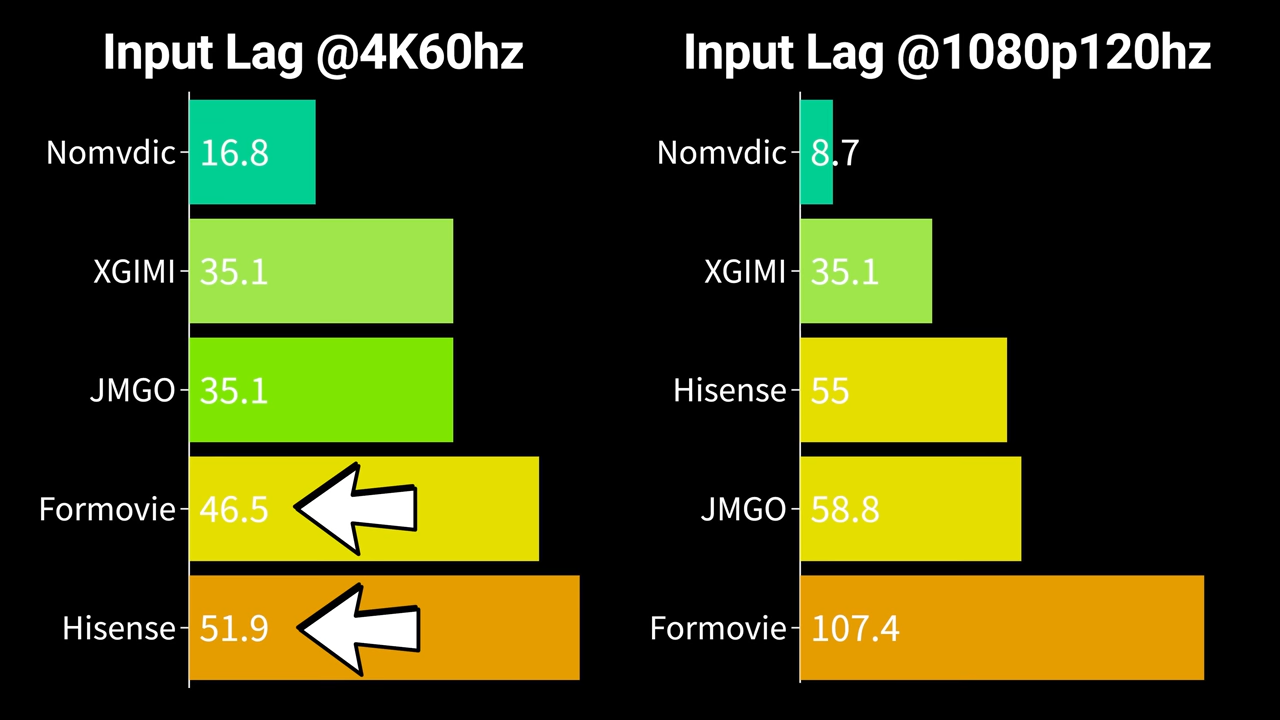 Input Lag @4K60hz
Nomvdic 16.8
XGIMI 35.1
JMGO 35.1
Formovie 46.5
Hisense 51.9
Input Lag @1080p120hz
Nomvdic 8.7
XGIMI 35.1
Hisense 55
JMGO 58.8
Formovie 107.4